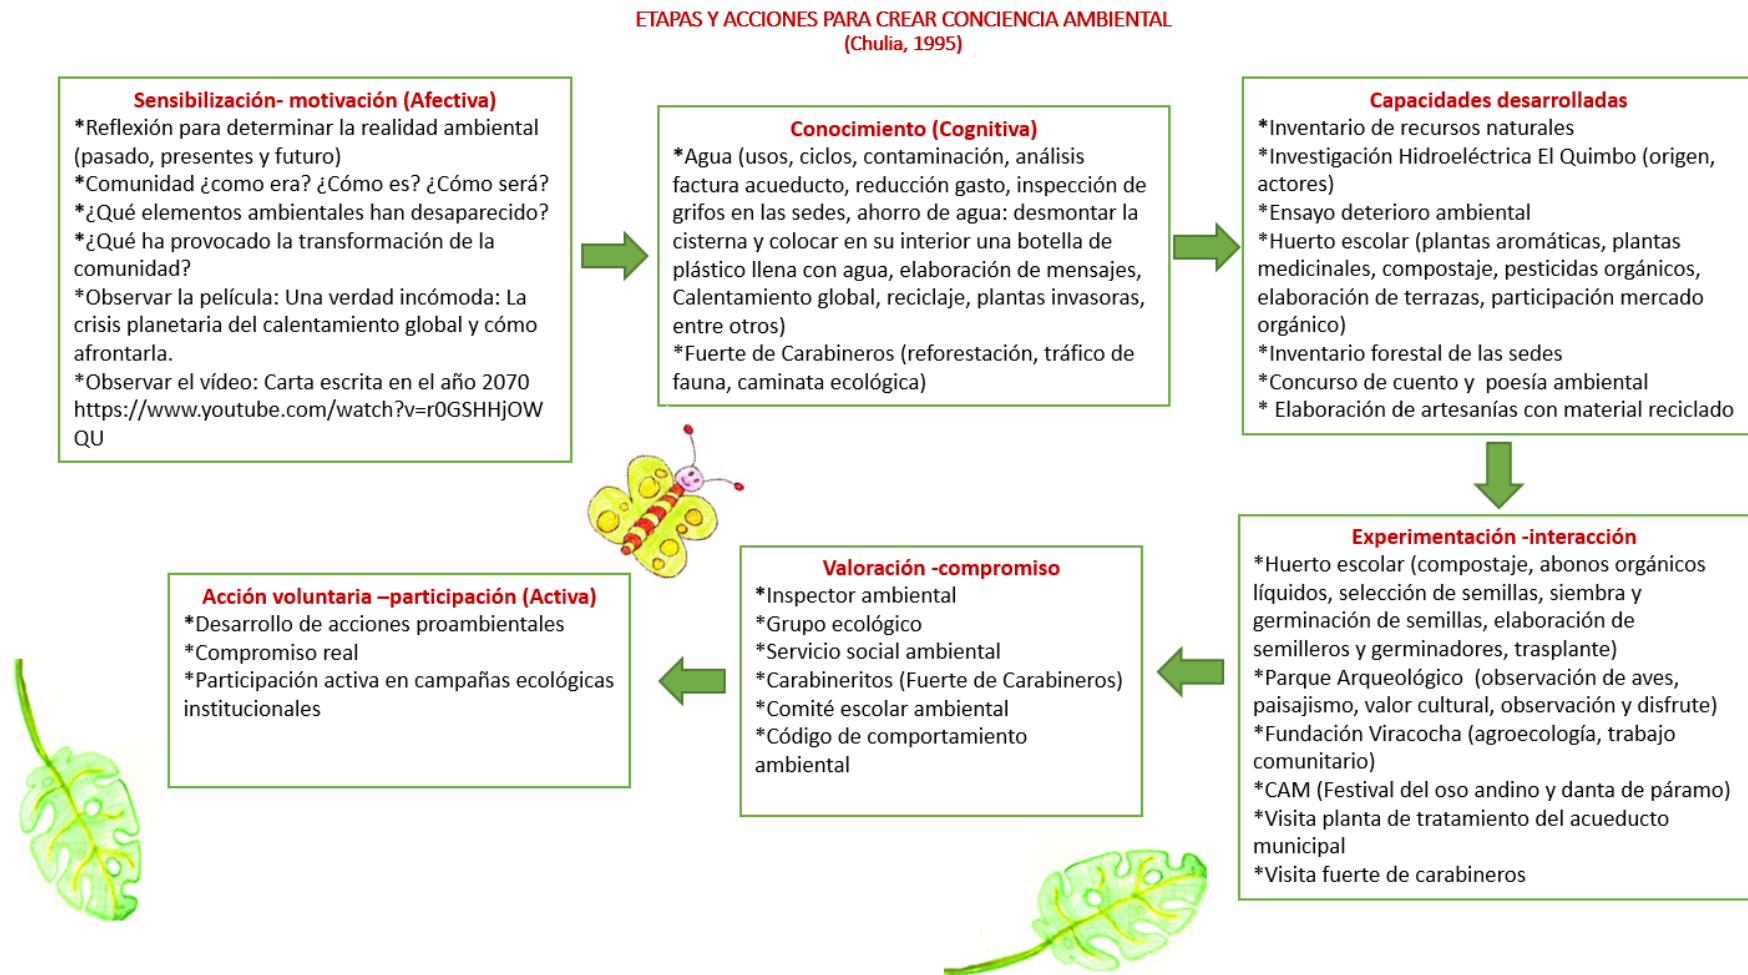 ETAPAS Y ACCIONES PARA CREAR CONCIENCIA AMBIENTAL
(Chulia, 1995)
Sensibilización- motivación (Afectiva)
*Reflexión para determinar la realidad ambiental
(pasado, presentes y futuro)
*Comunidad ¿como era? ¿Cómo es? ¿Cómo será?
*¿Qué elementos ambientales han desaparecido?
*¿Qué ha provocado la transformación de la
comunidad?
*Observar la película: Una verdad incómoda: La
crisis planetaria del calentamiento global y cómo
afrontarla.
*Observar el vídeo: Carta escrita en el año 2070
https://www.youtube.com/watch?v=r0GSHHjOW
QU
Conocimiento (Cognitiva)
*Agua (usos, ciclos, contaminación, análisis
factura acueducto, reducción gasto, inspección de
grifos en las sedes, ahorro de agua: desmontar la
cisterna y colocar en su interior una botella de
plástico llena con agua, elaboración de mensajes,
Calentamiento global, reciclaje, plantas invasoras,
entre otros)
*Fuerte de Carabineros (reforestación, tráfico de
fauna, caminata ecológica)
Capacidades desarrolladas
*Inventario de recursos naturales
*Investigación Hidroeléctrica El Quimbo (origen,
actores)
*Ensayo deterioro ambiental
*Huerto escolar (plantas aromáticas, plantas
medicinales, compostaje, pesticidas orgánicos,
elaboración de terrazas, participación mercado
orgánico)
*Inventario forestal de las sedes
*Concurso de cuento y poesía ambiental
* Elaboración de artesanías con material reciclado
Experimentación -interacción
*Huerto escolar (compostaje, abonos orgánicos
líquidos, selección de semillas, siembra y
germinación de semillas, elaboración de
semilleros y germinadores, trasplante)
*Parque Arqueológico (observación de aves,
paisajismo, valor cultural, observación y disfrute)
*Fundación Viracocha (agroecología, trabajo
comunitario)
*CAM (Festival del oso andino y danta de páramo)
*Visita planta de tratamiento del acueducto
municipal
*Visita fuerte de carabineros
Valoración -compromiso
*Inspector ambiental
*Grupo ecológico
*Servicio social ambiental
*Carabineritos (Fuerte de Carabineros)
*Comité escolar ambiental
*Código de comportamiento
ambiental
Acción voluntaria –participación (Activa)
*Desarrollo de acciones proambientales
*Compromiso real
*Participación activa en campañas ecológicas
institucionales